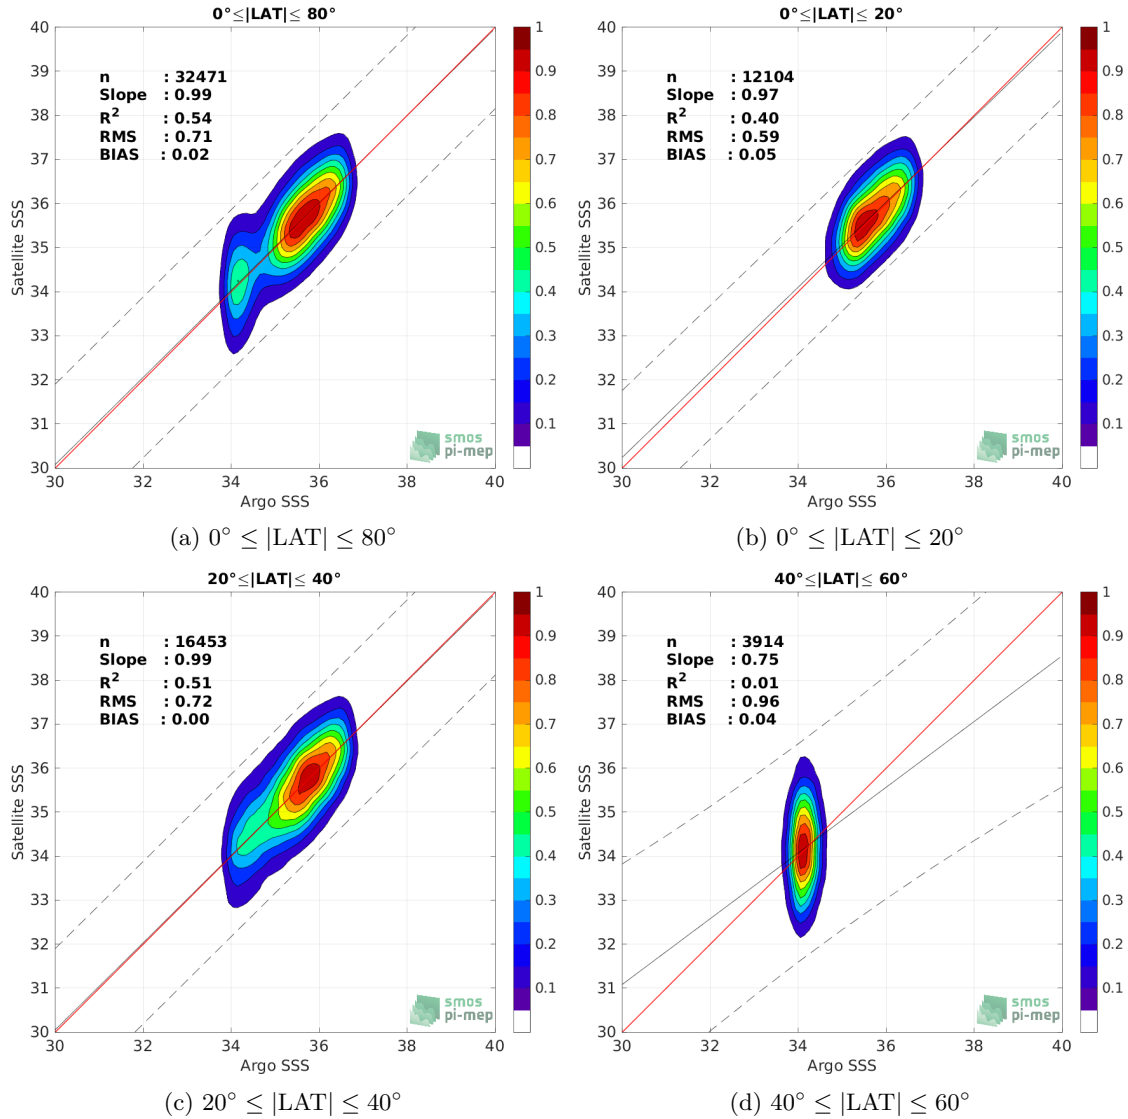 0°≤|LAT|≤ 80°
n : 32471
Slope : 0.99
R² : 0.54
RMS : 0.71
BIAS : 0.02
40
39
38
37
36
35
34
33
32
31
30
30 32 34 36 38 40
Satellite SSS
Argo SSS
1
0.9
0.8
0.7
0.6
0.5
0.4
0.3
0.2
0.1
smos
pi-mep
(a) 0° ≤ |LAT| ≤ 80°
0°≤|LAT|≤ 20°
n : 12104
Slope : 0.97
R² : 0.40
RMS : 0.59
BIAS : 0.05
40
39
38
37
36
35
34
33
32
31
30
30 32 34 36 38 40
Satellite SSS
Argo SSS
1
0.9
0.8
0.7
0.6
0.5
0.4
0.3
0.2
0.1
smos
pi-mep
(b) 0° ≤ |LAT| ≤ 20°
20°≤|LAT|≤ 40°
n : 16453
Slope : 0.99
R² : 0.51
RMS : 0.72
BIAS : 0.00
40
39
38
37
36
35
34
33
32
31
30
30 32 34 36 38 40
Satellite SSS
Argo SSS
1
0.9
0.8
0.7
0.6
0.5
0.4
0.3
0.2
0.1
smos
pi-mep
(c) 20° ≤ |LAT| ≤ 40°
40°≤|LAT|≤ 60°
n : 3914
Slope : 0.75
R² : 0.01
RMS : 0.96
BIAS : 0.04
40
39
38
37
36
35
34
33
32
31
30
30 32 34 36 38 40
Satellite SSS
Argo SSS
1
0.9
0.8
0.7
0.6
0.5
0.4
0.3
0.2
0.1
smos
pi-mep
(d) 40° ≤ |LAT| ≤ 60°